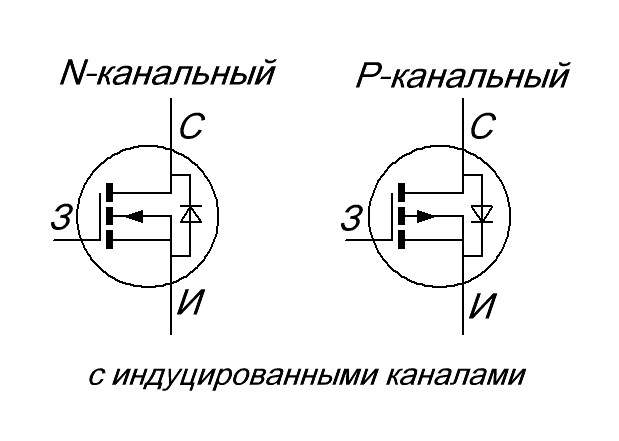 N-канальный P-канальный
С С
З З
И И
с индуцированными каналами